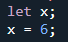 let x;
x = 6;